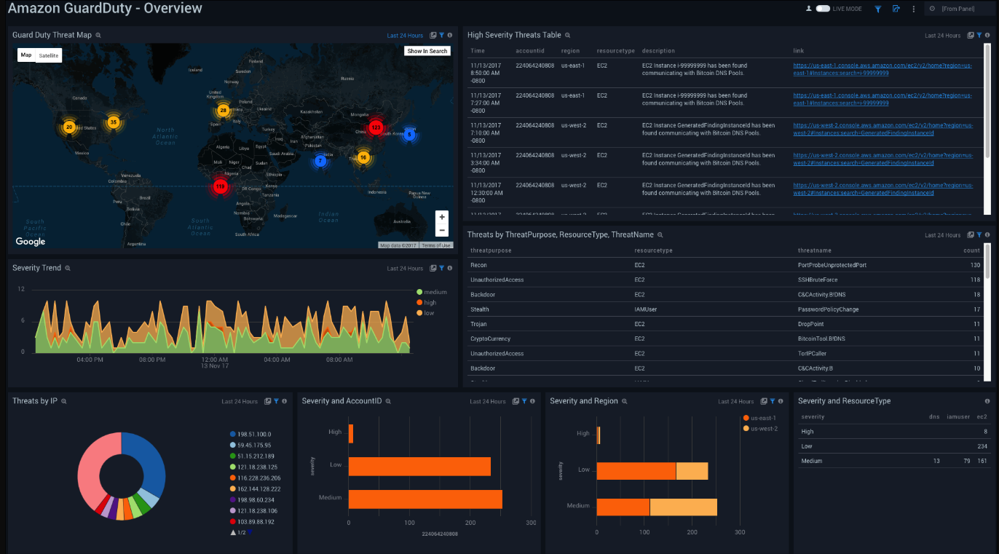 Amazon GuardDuty - Overview
LIVE MODE
[From Panel]
Guard Duty Threat Map
Last 24 Hours
Map
Satellite
Show In Search
Finland
Iceland
Sweden
Norway
Russia
Canada
United
Kingdom
Poland
Ukraine
Kazakhstan
Mongolia
Spain
Italy
Turkey
China
South Korea
North
Atlantic
Ocean
Mexico
Algeria
Libya
Egypt
Iraq
Iran
Afghanistan
Pakistan
Saudi Arabia
India
Mali
Niger
Chad
Sudan
Nigeria
Ethiopia
Venezuela
Colombia
DR Congo
Kenya
Tanzania
Indonesia
Papua New
Guinea
Peru
Brazil
Bolivia
Angola
Namibia
Botswana
Madagascar
Chile
South Africa
Australia
Argentina
South
Pacific
Ocean
South
Atlantic
Ocean
Indian
Ocean
20
35
28
123
5
7
16
119
+
−
Google
Map data ©2017
Terms of Use
High Severity Threats Table
Last 24 Hours
Time accountid region resourcetype description link
11/13/2017 224064240808 us-east-1 EC2 EC2 Instance i-99999999 has been found https://us-east-1.console.aws.amazon.com/ec2/v2/home?region=us-
8:50:00 AM communicating with Bitcoin DNS Pools. east-1#Instances:search=i-99999999
-0800
11/13/2017 224064240808 us-east-1 EC2 EC2 Instance i-99999999 has been found https://us-east-1.console.aws.amazon.com/ec2/v2/home?region=us-
7:27:00 AM communicating with Bitcoin DNS Pools. east-1#Instances:search=i-99999999
-0800
11/13/2017 224064240808 us-west-2 EC2 EC2 Instance GeneratedFindingInstanceId has been https://us-west-2.console.aws.amazon.com/ec2/v2/home?region=us-
7:10:00 AM found communicating with Bitcoin DNS Pools. west-2#Instances:search=GeneratedFindingInstanceId
-0800
11/13/2017 224064240808 us-west-2 EC2 EC2 Instance GeneratedFindingInstanceId has been https://us-west-2.console.aws.amazon.com/ec2/v2/home?region=us-
3:34:00 AM found communicating with Bitcoin DNS Pools. west-2#Instances:search=GeneratedFindingInstanceId
-0800
11/13/2017 224064240808 us-west-2 EC2 EC2 Instance GeneratedFindingInstanceId has been https://us-west-2.console.aws.amazon.com/ec2/v2/home?region=us-
12:30:00 AM found communicating with Bitcoin DNS Pools. west-2#Instances:search=GeneratedFindingInstanceId
-0800
Threats by ThreatPurpose, ResourceType, ThreatName
Last 24 Hours
threatpurpose resourcetype threatname count
Recon EC2 PortProbeUnprotectedPort 130
UnauthorizedAccess EC2 SSHBruteForce 118
Backdoor EC2 C&CActivity.B!DNS 18
Stealth IAMUser PasswordPolicyChange 17
Trojan EC2 DropPoint 11
CryptoCurrency EC2 BitcoinTool.B!DNS 11
UnauthorizedAccess EC2 TorIPCaller 11
Backdoor EC2 C&CActivity.B 10
Severity Trend
Last 24 Hours
12
6
0
04:00 PM 08:00 PM 12:00 AM 04:00 AM 08:00 AM
13 Nov 17
medium
high
low
Threats by IP
Last 24 Hours
198.51.100.0
59.45.175.95
51.15.212.189
121.18.238.125
116.228.236.206
162.144.128.222
198.98.60.234
121.18.238.106
103.89.88.192
1/2
Severity and AccountID
Last 24 Hours
severity
High
Low
Medium
0 100 200 300
224064240808
Severity and Region
Last 24 Hours
us-east-1
us-west-2
severity
High
Low
Medium
0 100 200 300
Severity and ResourceType
severity dns iamuser ec2
High 8
Low 234
Medium 13 79 161